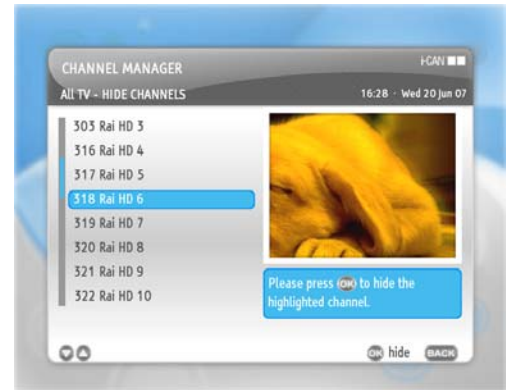 CHANNEL MANAGER
i-CAN
All TV - HIDE CHANNELS
16:28 · Wed 20 Jun 07
303 Rai HD 3
316 Rai HD 4
317 Rai HD 5
318 Rai HD 6
319 Rai HD 7
320 Rai HD 8
321 Rai HD 9
322 Rai HD 10
Please press OK to hide the
highlighted channel.
OK hide BACK